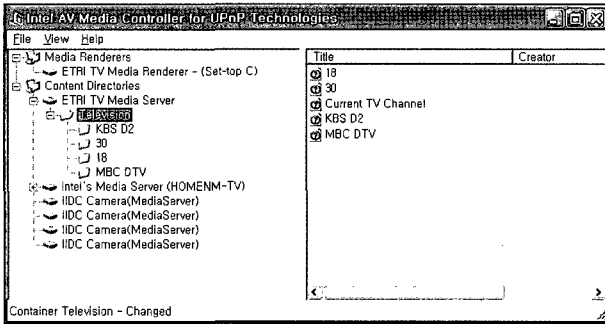 Intel AV Media Controller for UPnP Technologies
File View Help
Media Renderers
ETRI TV Media Renderer - (Set-top C)
Content Directories
ETRI TV Media Server
Television
KBS D2
30
18
MBC DTV
Intel's Media Server (HOMENM-TV)
IIDC Camera(MediaServer)
IIDC Camera(MediaServer)
IIDC Camera(MediaServer)
IIDC Camera(MediaServer)
Title Creator
18
30
Current TV Channel
KBS D2
MBC DTV
Container Television - Changed